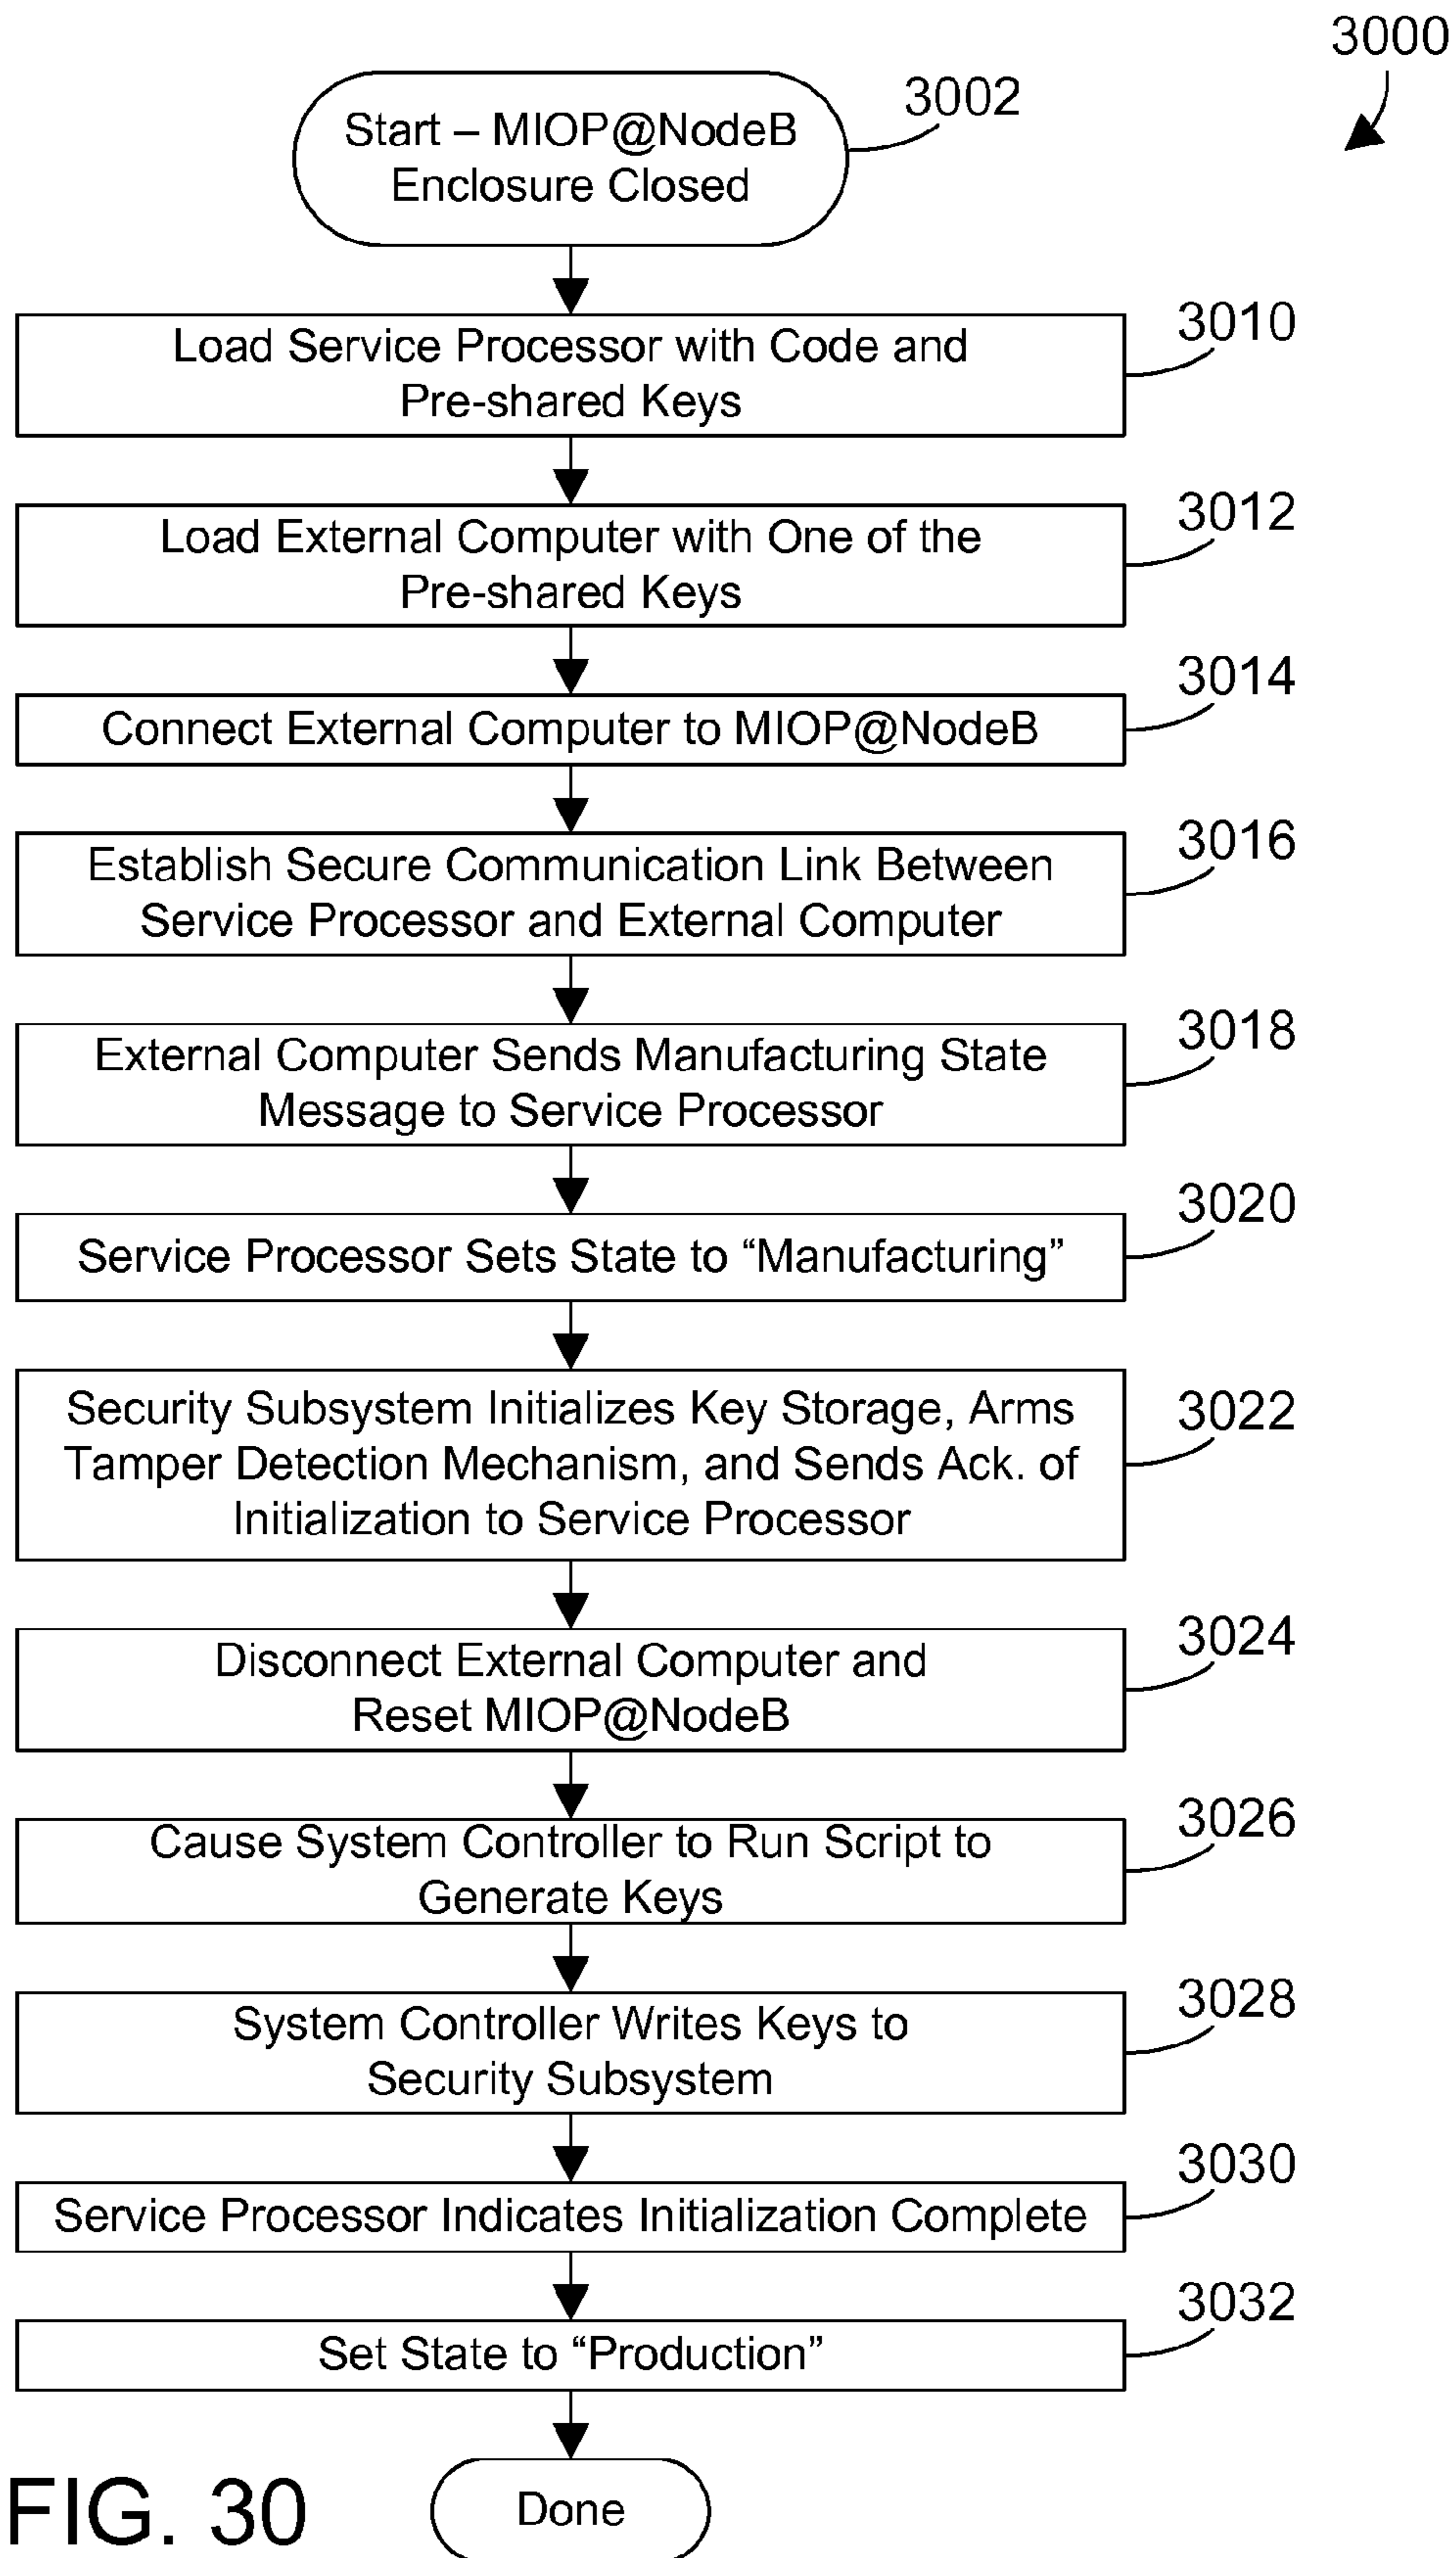 3000
Start – MIOP@NodeB
Enclosure Closed
3002
Load Service Processor with Code and
Pre-shared Keys
3010
Load External Computer with One of the
Pre-shared Keys
3012
Connect External Computer to MIOP@NodeB
3014
Establish Secure Communication Link Between
Service Processor and External Computer
3016
External Computer Sends Manufacturing State
Message to Service Processor
3018
Service Processor Sets State to “Manufacturing”
3020
Security Subsystem Initializes Key Storage, Arms
Tamper Detection Mechanism, and Sends Ack. of
Initialization to Service Processor
3022
Disconnect External Computer and
Reset MIOP@NodeB
3024
Cause System Controller to Run Script to
Generate Keys
3026
System Controller Writes Keys to
Security Subsystem
3028
Service Processor Indicates Initialization Complete
3030
Set State to “Production”
3032
Done
FIG. 30